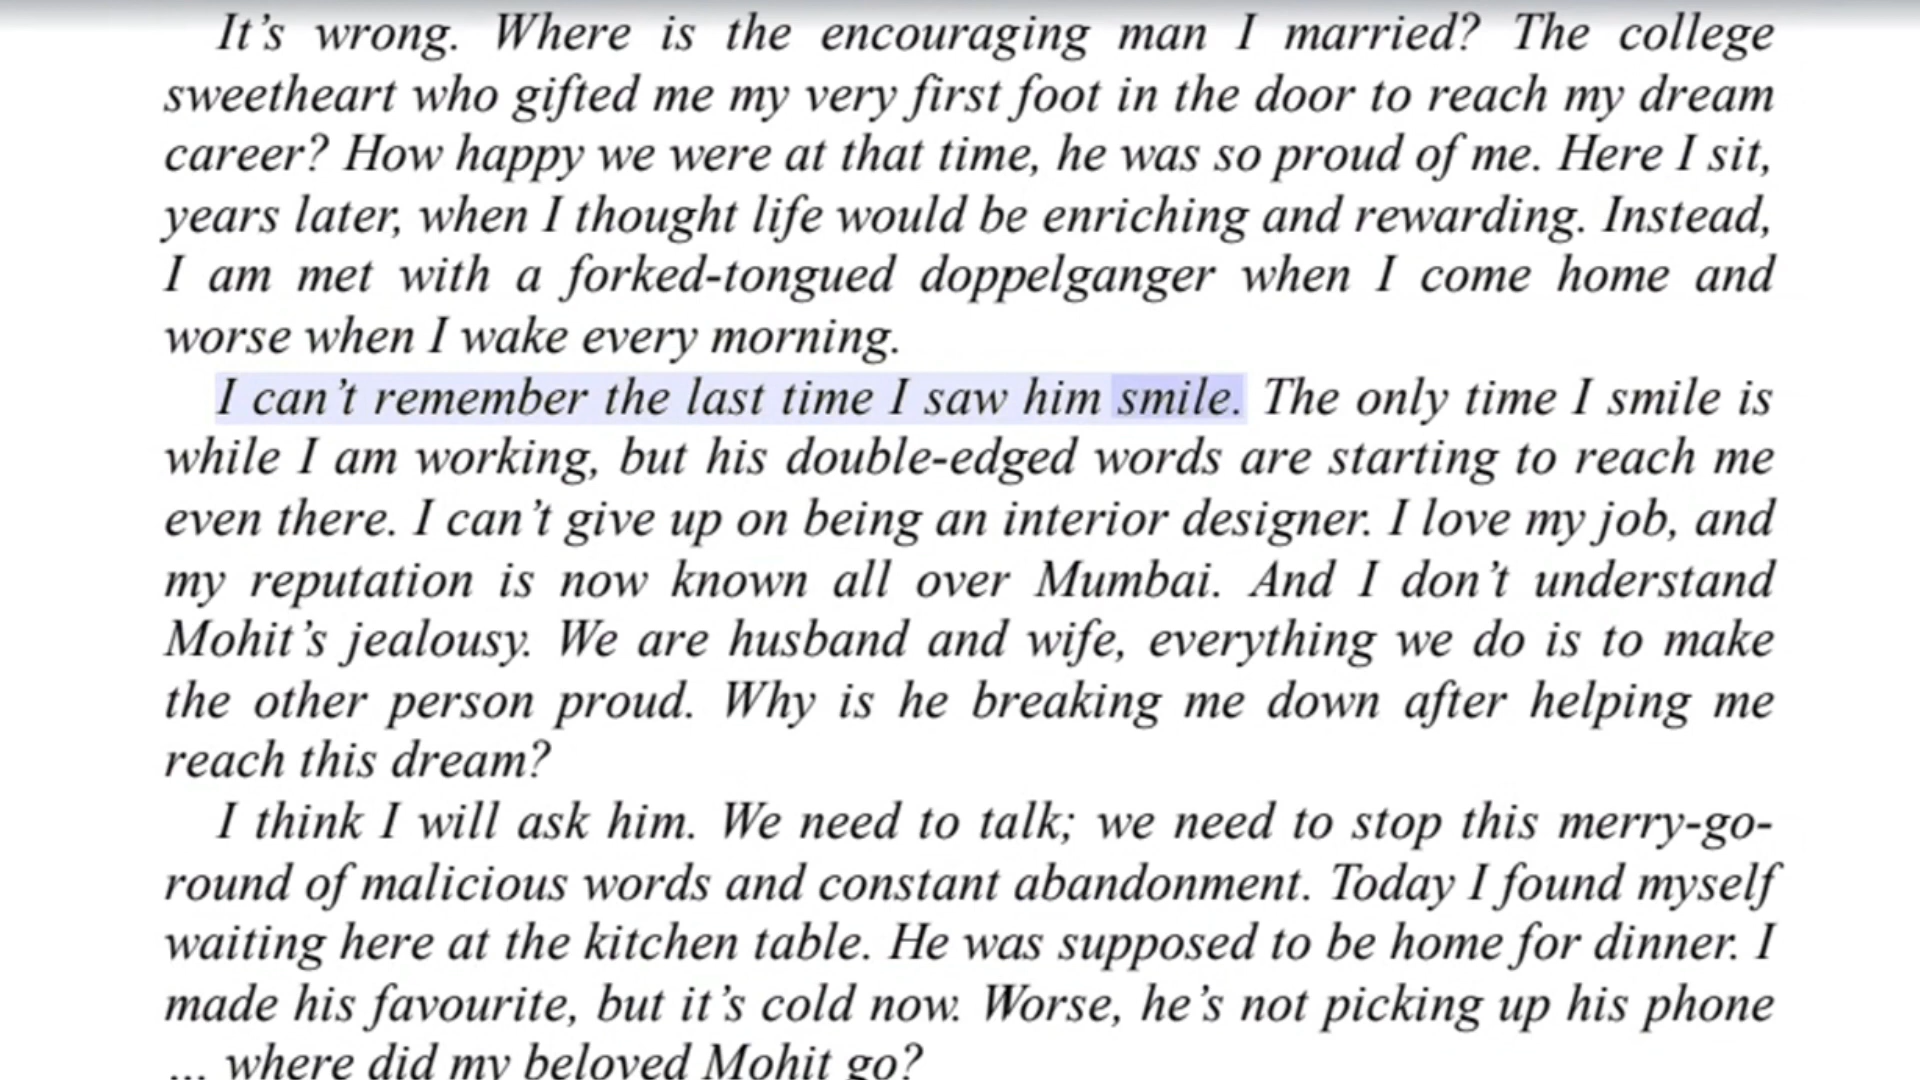 It’s wrong. Where is the encouraging man I married? The college
sweetheart who gifted me my very first foot in the door to reach my dream
career? How happy we were at that time, he was so proud of me. Here I sit,
years later, when I thought life would be enriching and rewarding. Instead,
I am met with a forked-tongued doppelganger when I come home and
worse when I wake every morning.
I can’t remember the last time I saw him smile. The only time I smile is
while I am working, but his double-edged words are starting to reach me
even there. I can’t give up on being an interior designer. I love my job, and
my reputation is now known all over Mumbai. And I don’t understand
Mohit’s jealousy. We are husband and wife, everything we do is to make
the other person proud. Why is he breaking me down after helping me
reach this dream?
I think I will ask him. We need to talk; we need to stop this merry-go-
round of malicious words and constant abandonment. Today I found myself
waiting here at the kitchen table. He was supposed to be home for dinner. I
made his favourite, but it’s cold now. Worse, he’s not picking up his phone
... where did my beloved Mohit go?